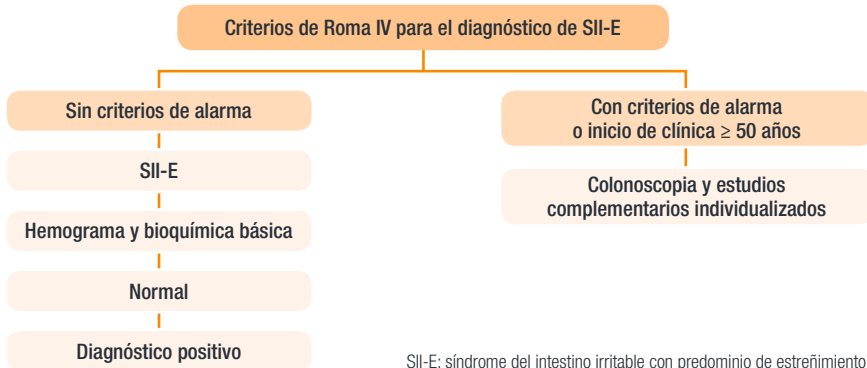 Criterios de Roma IV para el diagnóstico de SII-E
Sin criterios de alarma
SII-E
Hemograma y bioquímica básica
Normal
Diagnóstico positivo
Con criterios de alarma
o inicio de clínica ≥ 50 años
Colonoscopia y estudios
complementarios individualizados
SII-E: síndrome del intestino irritable con predominio de estreñimiento